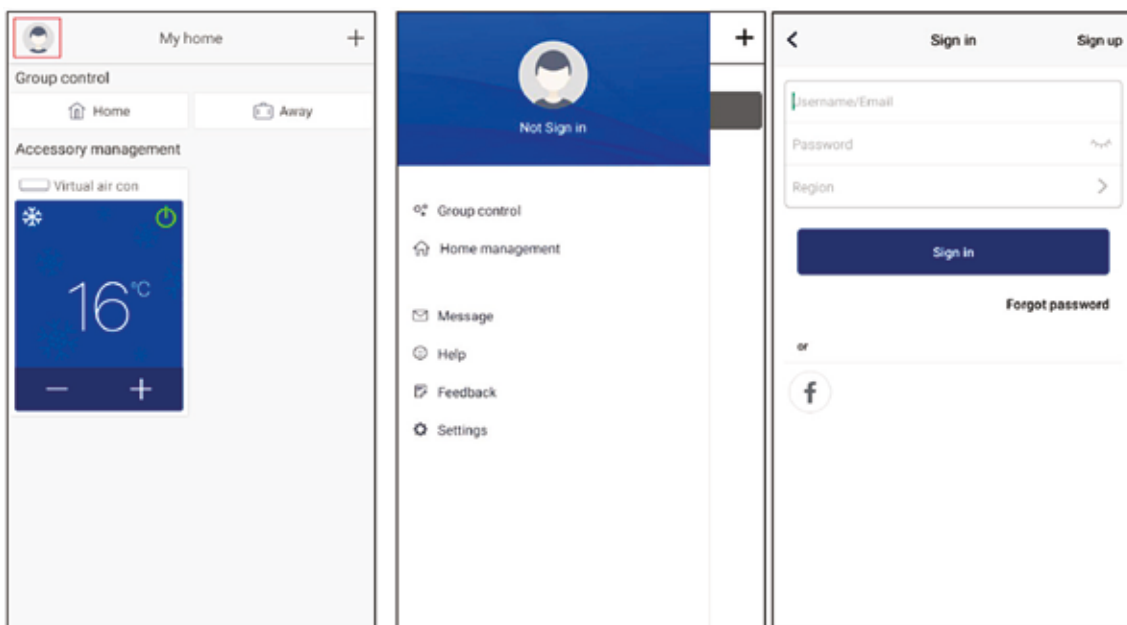 My home
Group control
Home
Away
Accessory management
Virtual air con
16°C
Not Sign in
Group control
Home management
Message
Help
Feedback
Settings
Sign in
Sign up
Username/Email
Password
Region
Sign in
Forgot password
or
f